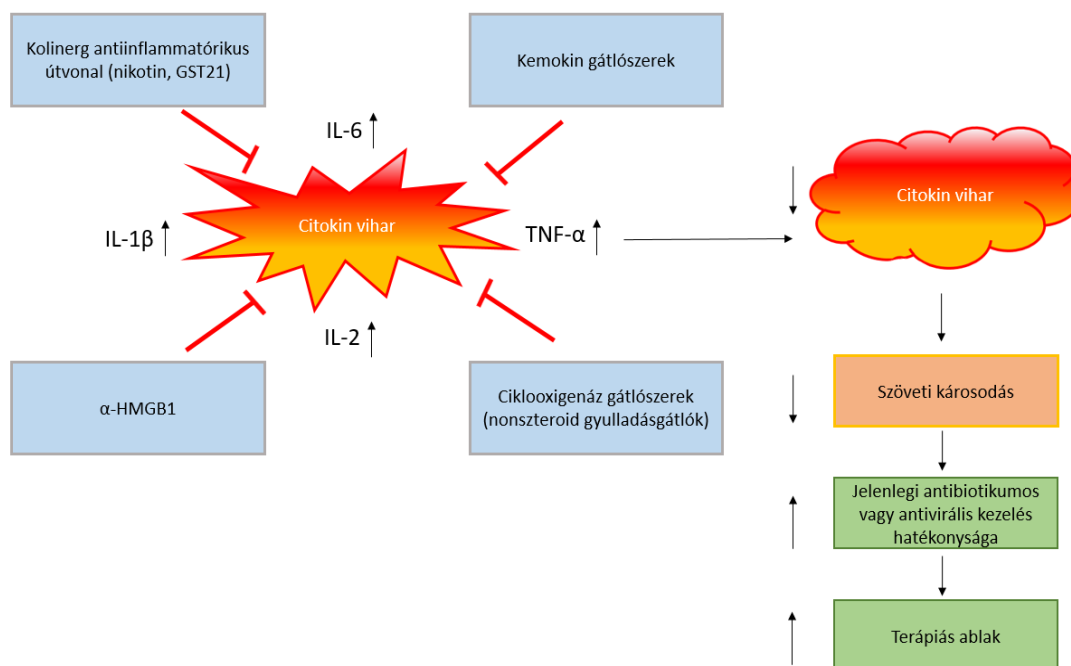 Kolinerg antiinflammatórikus
útvonal (nikotin, GST21)
Kemokin gátlószerek
IL-6
Citokin vihar
IL-1β
TNF-α
IL-2
Citokin vihar
α-HMGB1
Ciklooxigenáz gátlószerek
(nonszteroid gyulladásgátlók)
Szöveti károsodás
Jelenlegi antibiotikumos
vagy antivirális kezelés
hatékonysága
Terápiás ablak